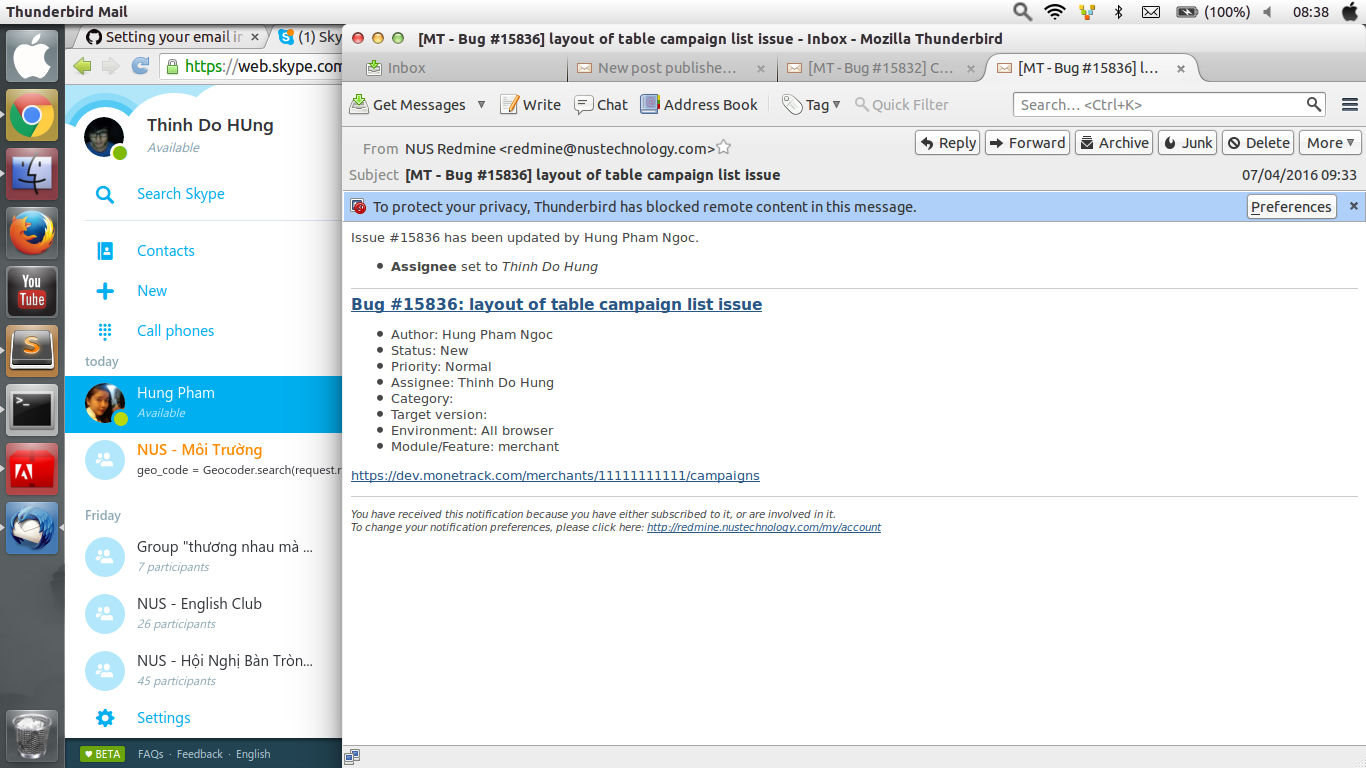 Thunderbird Mail
(100%)
08:38
Setting your email in
(1) Sky
https://web.skype.com
Thinh Do HUng
Available
Search Skype
Contacts
New
Call phones
today
Hung Pham
Available
NUS - Môi Trường
geo_code = Geocoder.search(request.r
Friday
Group "thương nhau mà ...
7 participants
NUS - English Club
26 participants
NUS - Hội Nghị Bàn Tròn...
45 participants
Settings
BETA
FAQs · Feedback · English
You
Tube
[MT - Bug #15836] layout of table campaign list issue - Inbox - Mozilla Thunderbird
Inbox
New post publishe...
[MT - Bug #15832] C...
[MT - Bug #15836] l...
Get Messages
Write
Chat
Address Book
Tag
Quick Filter
Search... <Ctrl+K>
From NUS Redmine <redmine@nustechnology.com>
Reply
Forward
Archive
Junk
Delete
More
Subject [MT - Bug #15836] layout of table campaign list issue
07/04/2016 09:33
To protect your privacy, Thunderbird has blocked remote content in this message.
Preferences
Issue #15836 has been updated by Hung Pham Ngoc.
• Assignee set to Thinh Do Hung
Bug #15836: layout of table campaign list issue
• Author: Hung Pham Ngoc
• Status: New
• Priority: Normal
• Assignee: Thinh Do Hung
• Category:
• Target version:
• Environment: All browser
• Module/Feature: merchant
https://dev.monetrack.com/merchants/11111111111/campaigns
You have received this notification because you have either subscribed to it, or are involved in it.
To change your notification preferences, please click here: http://redmine.nustechnology.com/my/account